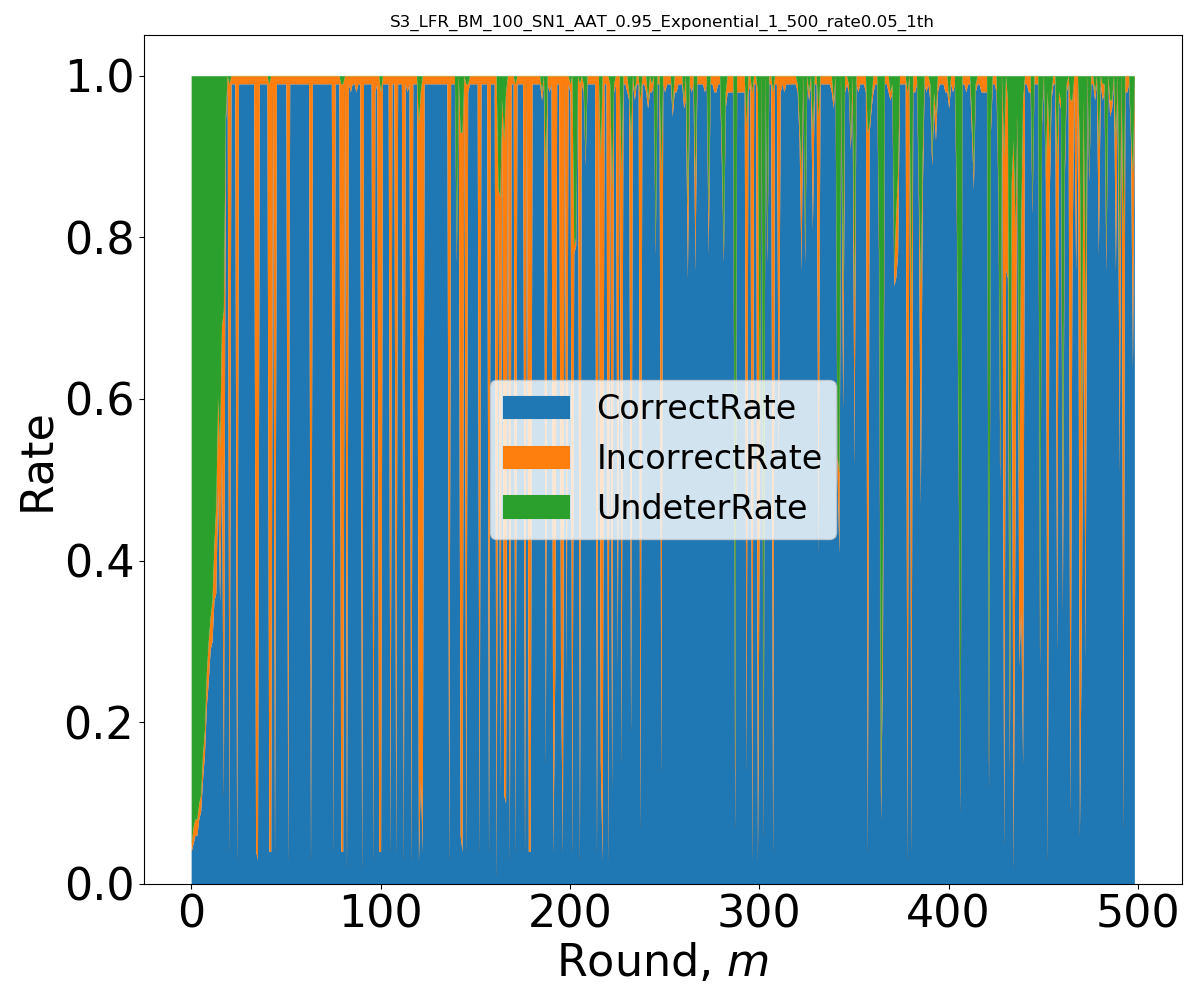 S3_LFR_BM_100_SN1_AAT_0.95_Exponential_1_500_rate0.05_1th
1.0
0.8
0.6
0.4
0.2
0.0
Rate
CorrectRate
IncorrectRate
UndeterRate
0 100 200 300 400 500
Round, m